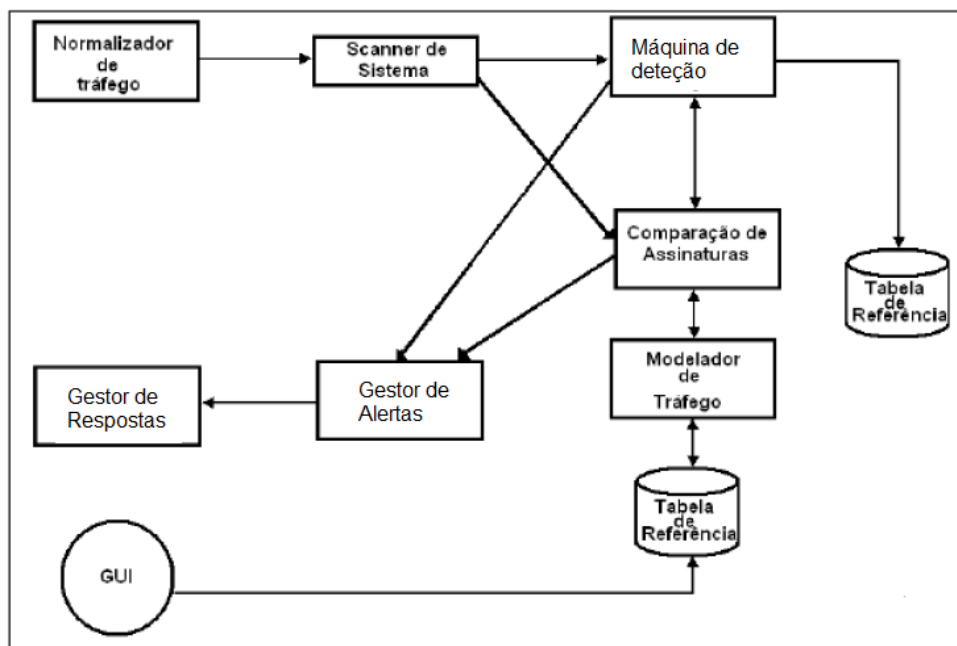 Normalizador
de
tráfego
Scanner de
Sistema
Máquina de
deteção
Comparação de
Assinaturas
Tabela
de
Referência
Modelador
de
Tráfego
Gestor de
Alertas
Gestor de
Respostas
Tabela
de
Referência
GUI